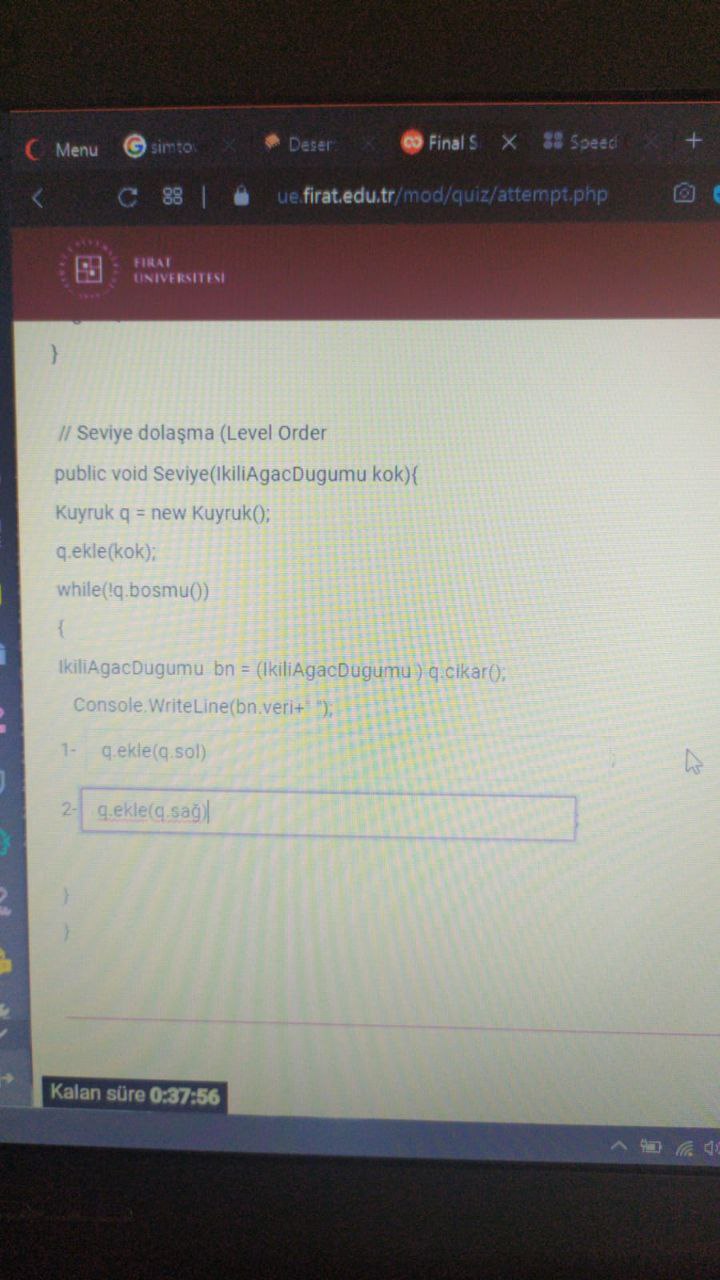 Menu
Deser
Final S
Speed
ue.firat.edu.tr/mod/quiz/attempt.php
FIRAT
ÜNİVERSİTESİ
}
// Seviye dolaşma (Level Order
public void Seviye(IkiliAgacDugumu kok){
Kuyruk q = new Kuyruk();
q.ekle(kok);
while(!q.bosmu())
{
IkiliAgacDugumu bn = (IkiliAgacDugumu ) q.cikar();
Console.WriteLine(bn.veri+" ");
1- q.ekle(q.sol) ;
2- q.ekle(q.sağ) ;
}
}
Kalan süre 0:37:56